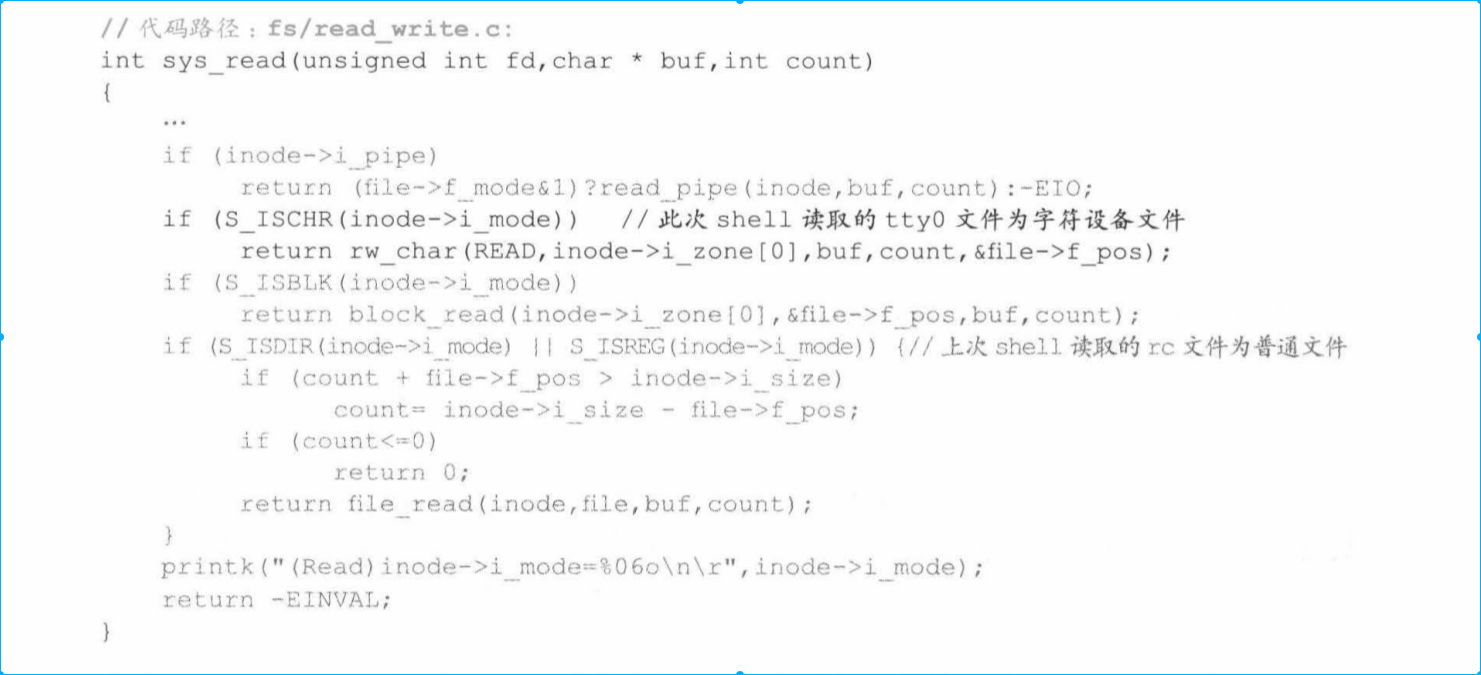 // 代码路径：fs/read_write.c:
int sys_read(unsigned int fd,char * buf,int count)
{
…
if (inode->i_pipe)
return (file->f_mode&1)?read_pipe(inode,buf,count):-EIO;
if (S_ISCHR(inode->i_mode)) // 此次 shell 读取的 tty0 文件为字符设备文件
return rw_char(READ,inode->i_zone[0],buf,count,&file->f_pos);
if (S_ISBLK(inode->i_mode))
return block_read(inode->i_zone[0],&file->f_pos,buf,count);
if (S_ISDIR(inode->i_mode) || S_ISREG(inode->i_mode)) {// 上次 shell 读取的 rc 文件为普通文件
if (count + file->f_pos > inode->i_size)
count= inode->i_size - file->f_pos;
if (count<=0)
return 0;
return file_read(inode,file,buf,count);
}
printk("(Read)inode->i_mode=%06o\n\r",inode->i_mode);
return -EINVAL;
}